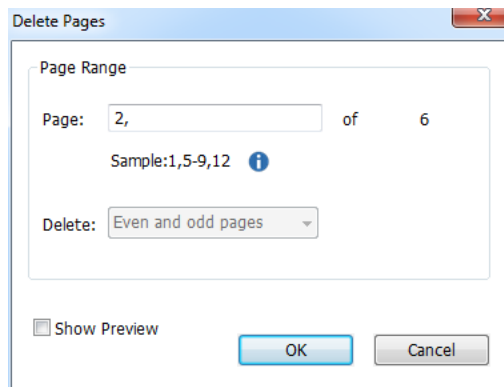 Delete Pages
Page Range
Page: 2, of 6
Sample:1,5-9,12
Delete: Even and odd pages
Show Preview
OK Cancel